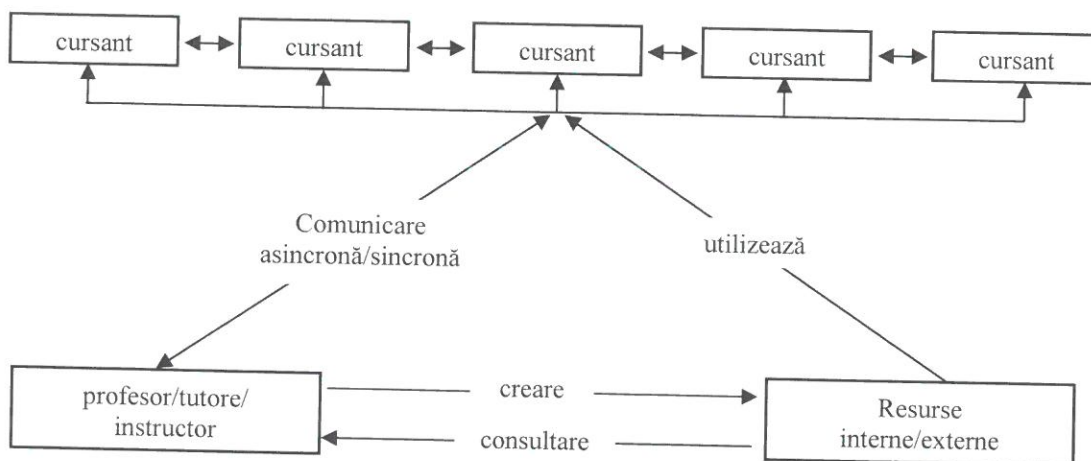 cursant
cursant
cursant
cursant
cursant
Comunicare
asincronă/sincronă
utilizează
profesor/tutore/
instructor
creare
consultare
Resurse
interne/externe